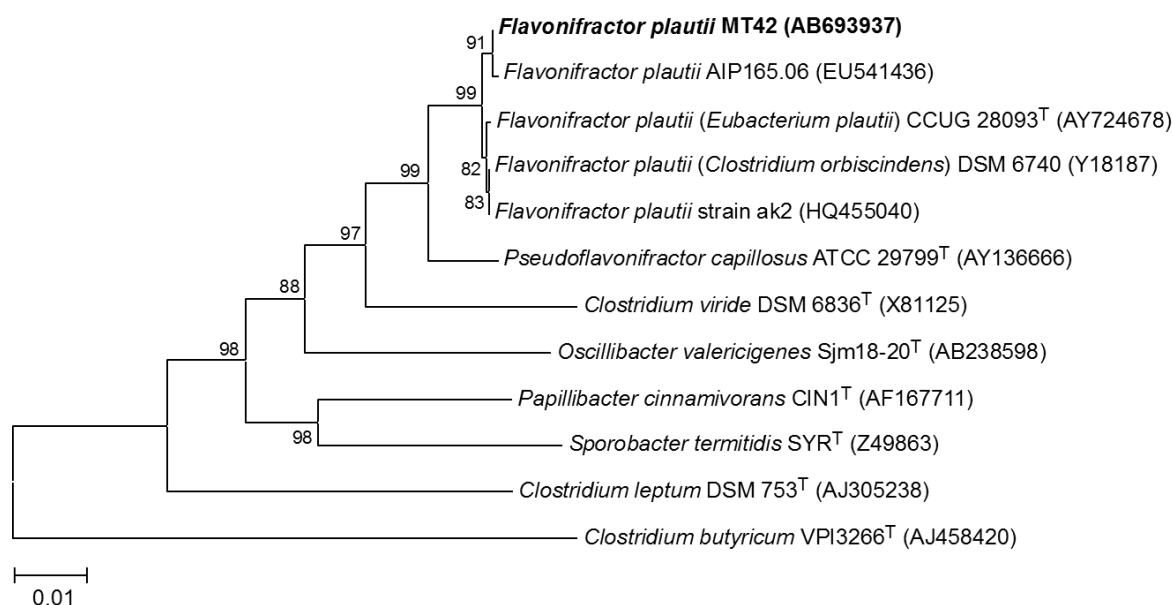 Flavonifractor plautii MT42 (AB693937)
91
Flavonifractor plautii AIP165.06 (EU541436)
99
Flavonifractor plautii (Eubacterium plautii) CCUG 28093T (AY724678)
82
Flavonifractor plautii (Clostridium orbiscindens) DSM 6740 (Y18187)
99
83
Flavonifractor plautii strain ak2 (HQ455040)
97
Pseudoflavonifractor capillosus ATCC 29799T (AY136666)
88
Clostridium viride DSM 6836T (X81125)
98
Oscillibacter valericigenes Sjm18-20T (AB238598)
Papillibacter cinnamivorans CIN1T (AF167711)
98
Sporobacter termitidis SYRT (Z49863)
Clostridium leptum DSM 753T (AJ305238)
Clostridium butyricum VPI3266T (AJ458420)
0.01